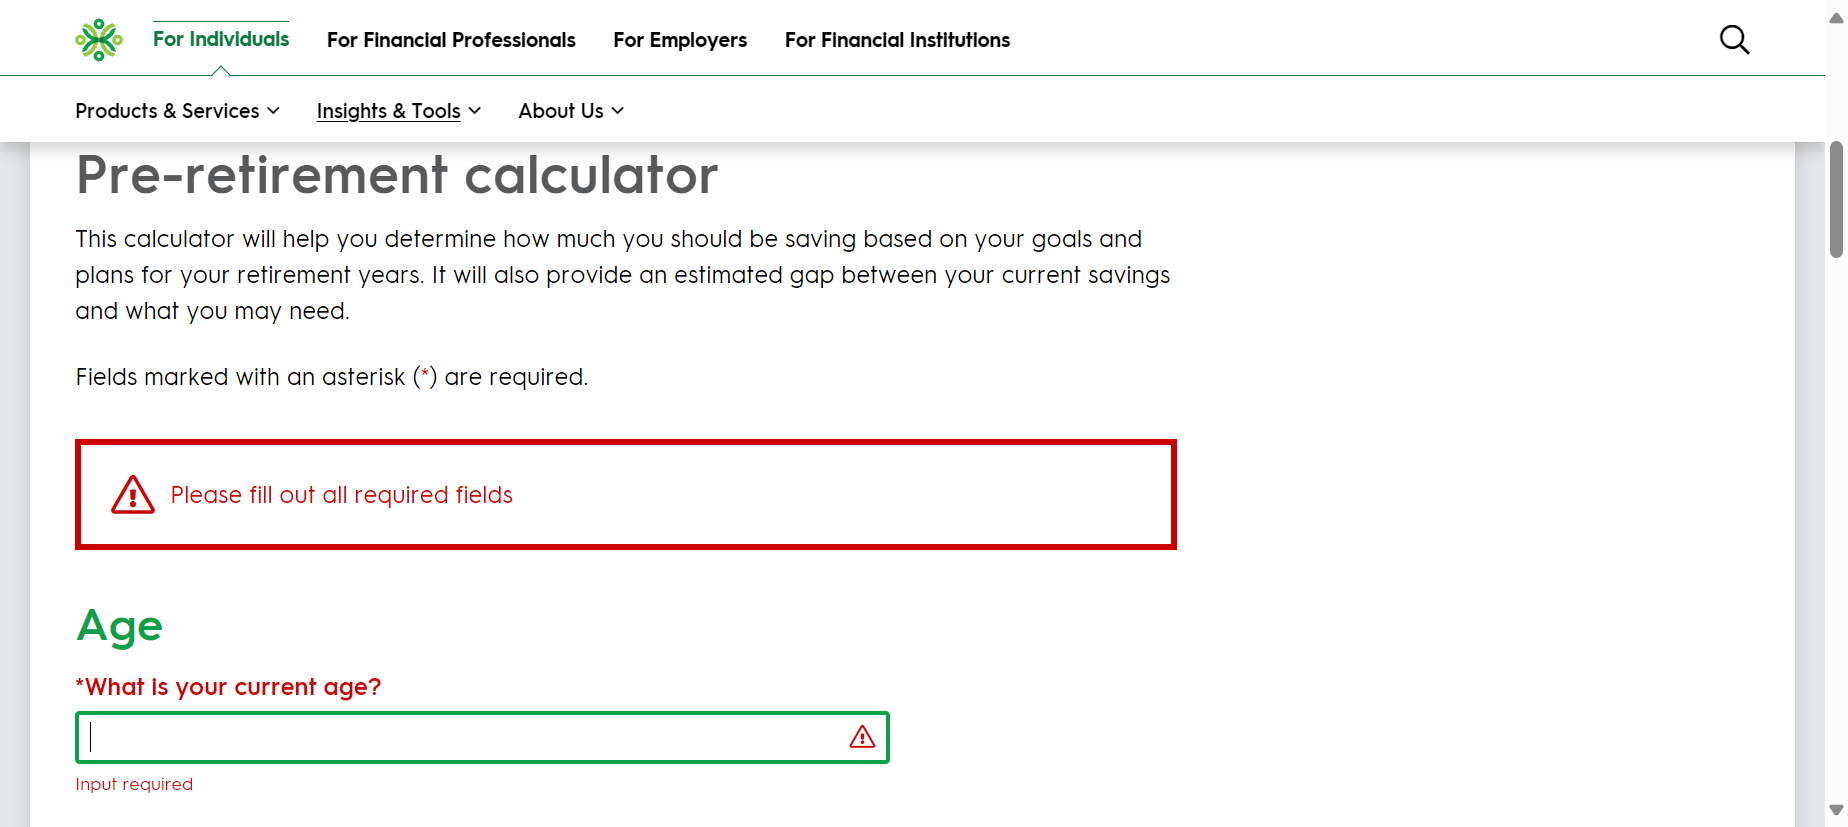 For Individuals
For Financial Professionals
For Employers
For Financial Institutions
Products & Services
Insights & Tools
About Us
Pre-retirement calculator
This calculator will help you determine how much you should be saving based on your goals and
plans for your retirement years. It will also provide an estimated gap between your current savings
and what you may need.
Fields marked with an asterisk (*) are required.
Please fill out all required fields
Age
*What is your current age?
Input required